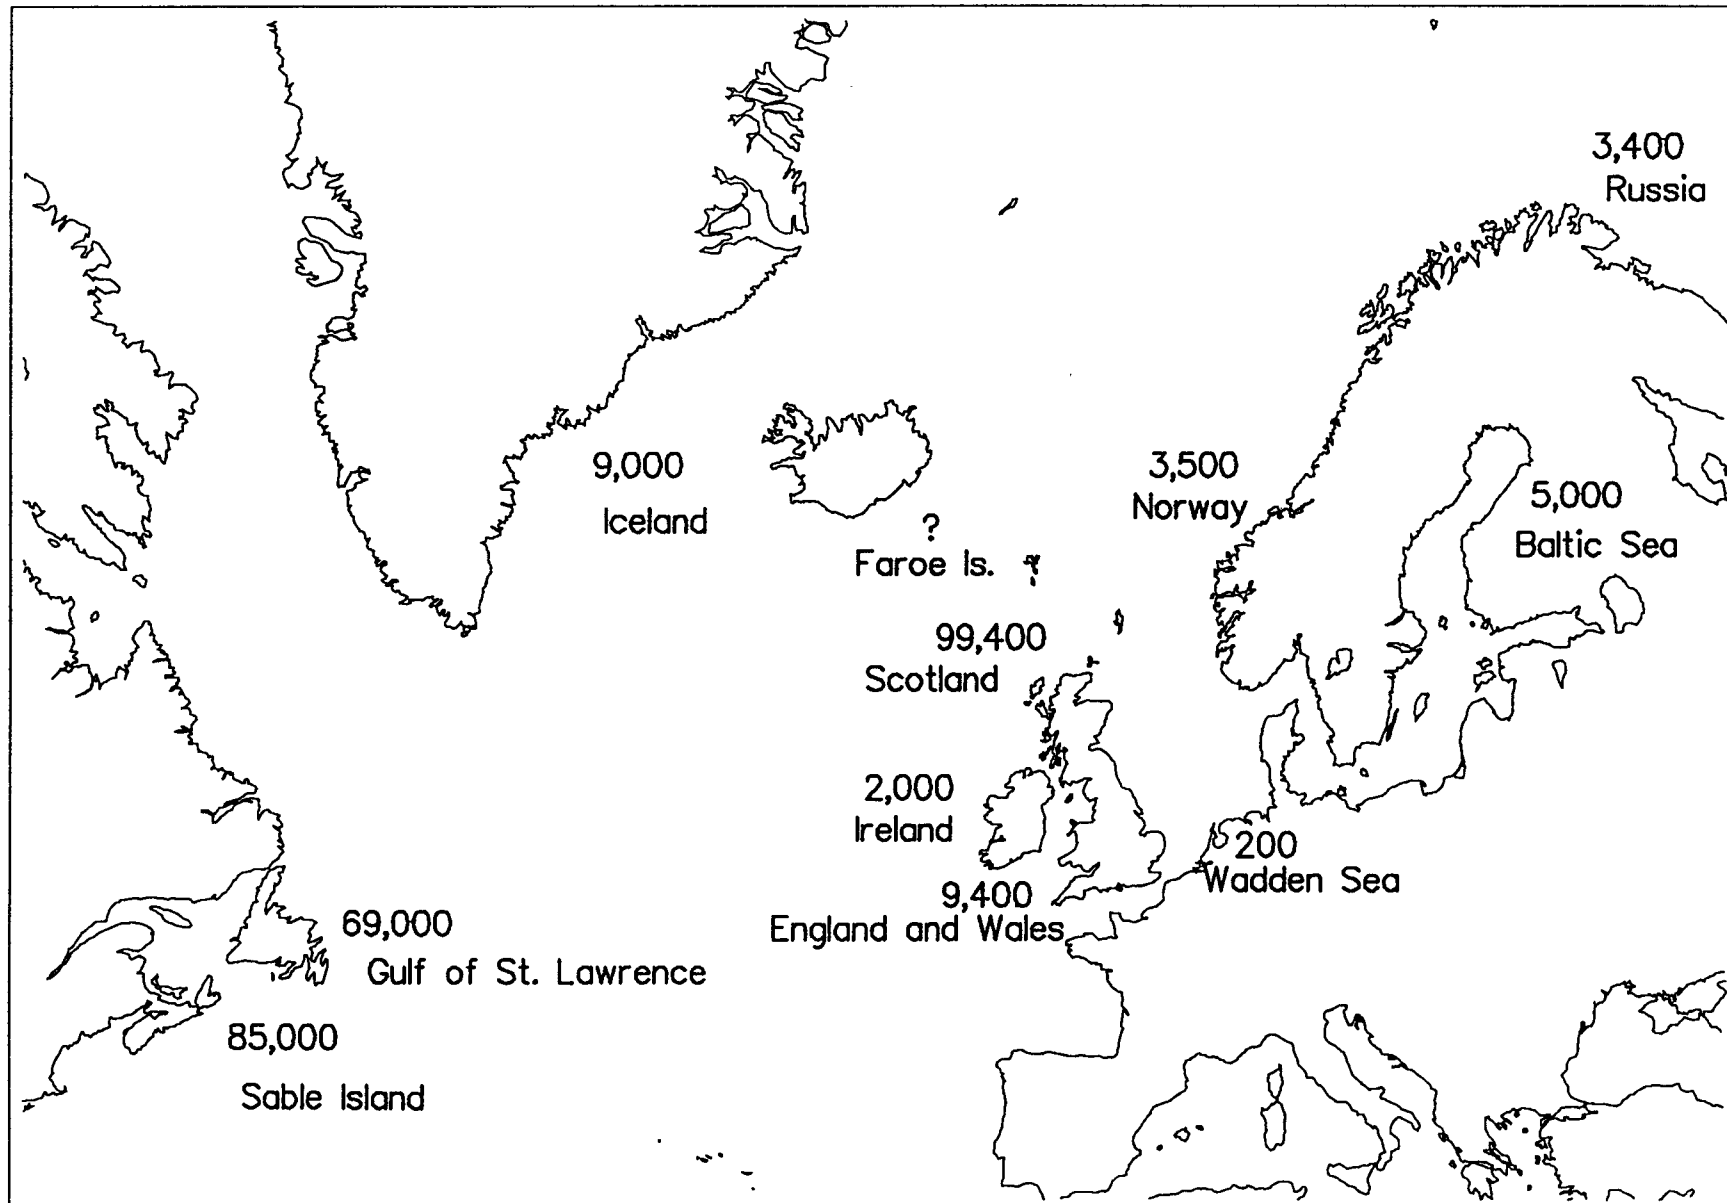 3,400
Russia
9,000
Iceland
3,500
Norway
5,000
Baltic Sea
?
Faroe Is.
99,400
Scotland
2,000
Ireland
200
Wadden Sea
9,400
England and Wales
69,000
Gulf of St. Lawrence
85,000
Sable Island